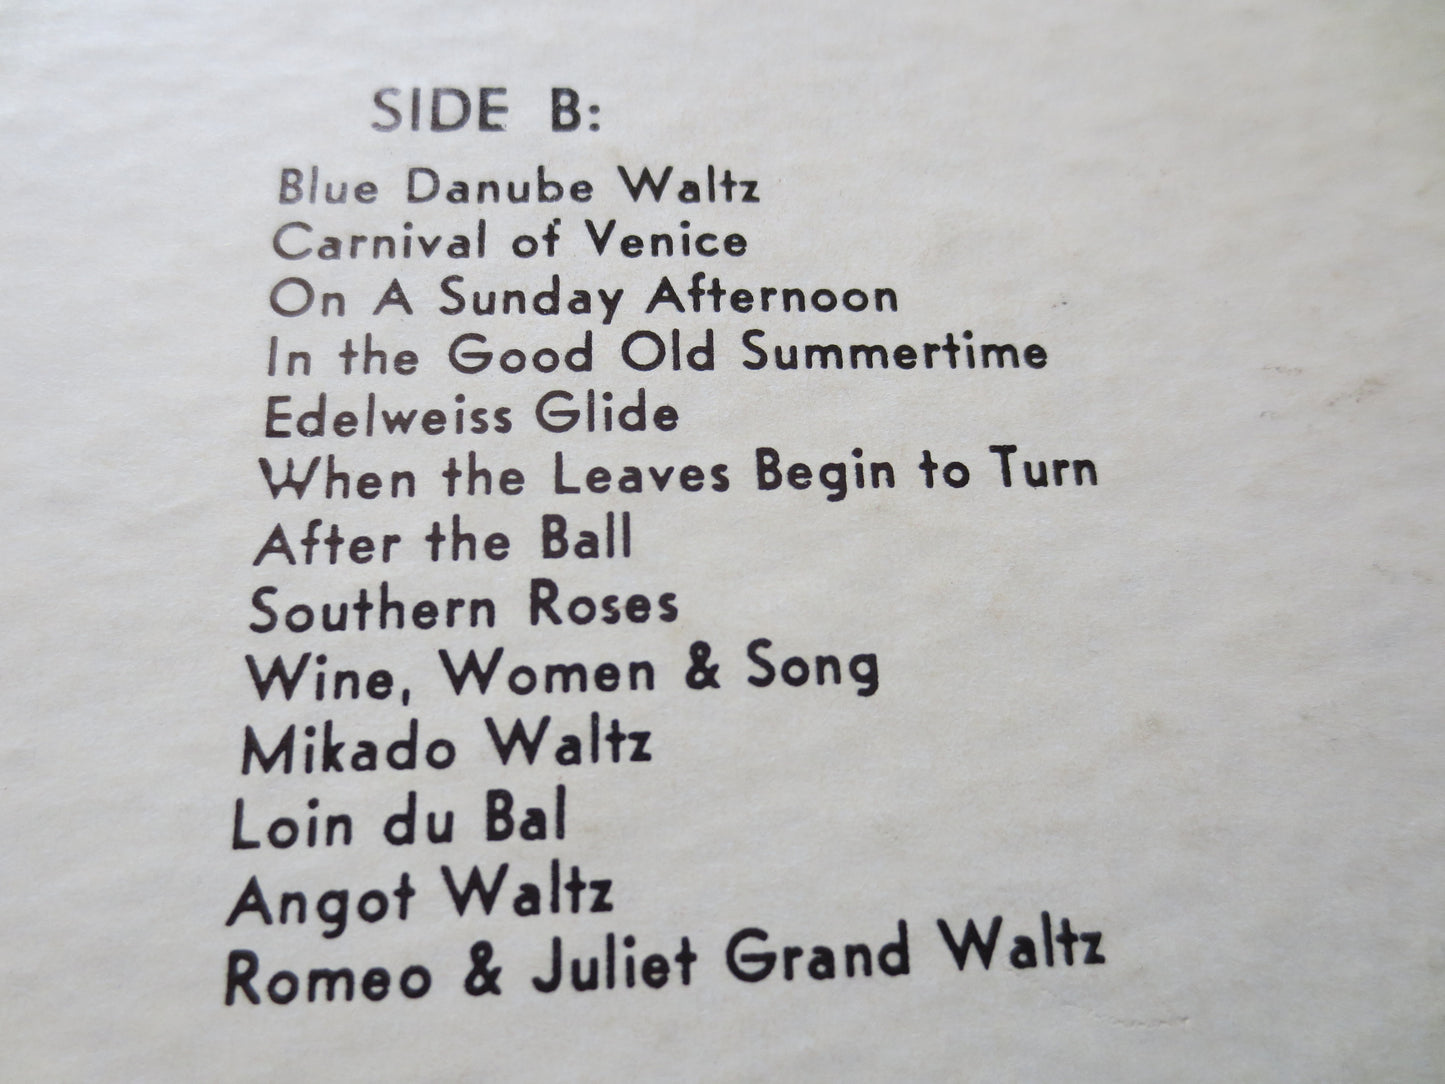 SIDE B:
Blue Danube Waltz
Carnival of Venice
On A Sunday Afternoon
In the Good Old Summertime
Edelweiss Glide
When the Leaves Begin to Turn
After the Ball
Southern Roses
Wine, Women & Song
Mikado Waltz
Loin du Bal
Angot Waltz
Romeo & Juliet Grand Waltz